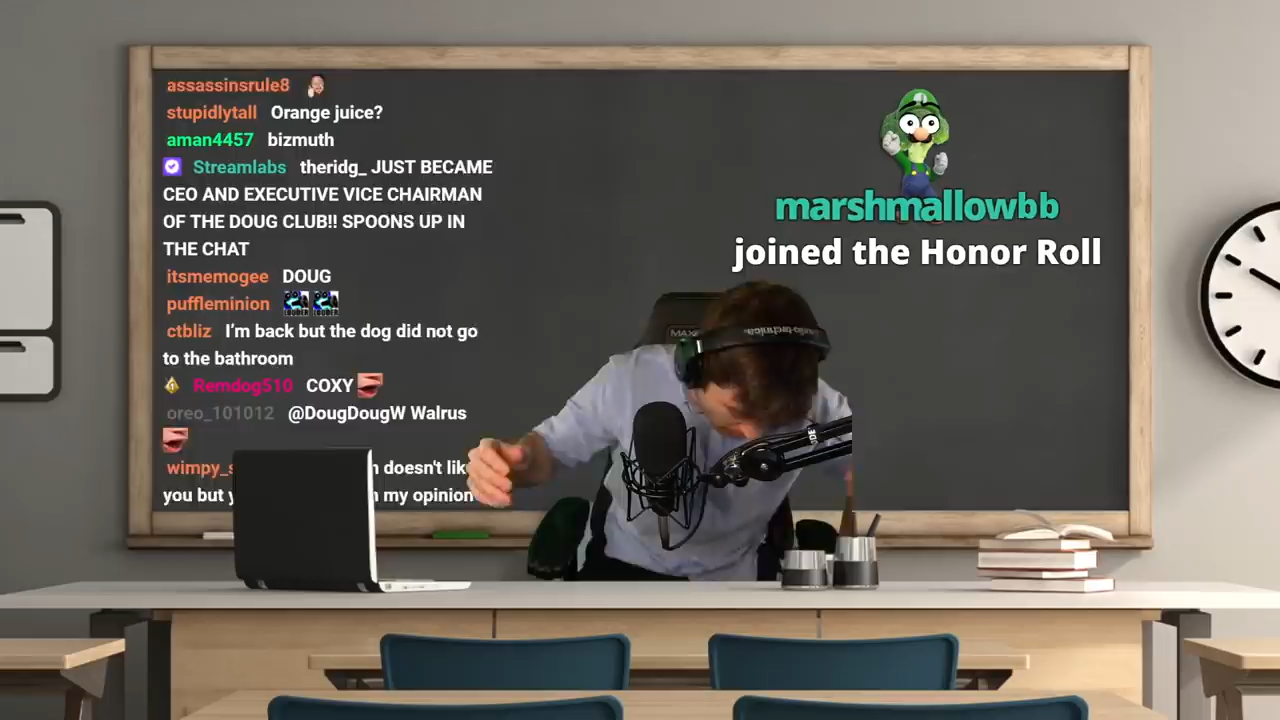 assassinsrule8
stupidlytall Orange juice?
aman4457 bizmuth
Streamlabs theridg_ JUST BECAME
CEO AND EXECUTIVE VICE CHAIRMAN
OF THE DOUG CLUB!! SPOONS UP IN
THE CHAT
itsmemogee DOUG
puffleminion
ctbliz I'm back but the dog did not go
to the bathroom
Remdog510 COXY
oreo_101012 @DougDougW Walrus
doesn't
you but my opinion
marshmallowbb
joined the Honor Roll
audio-technica